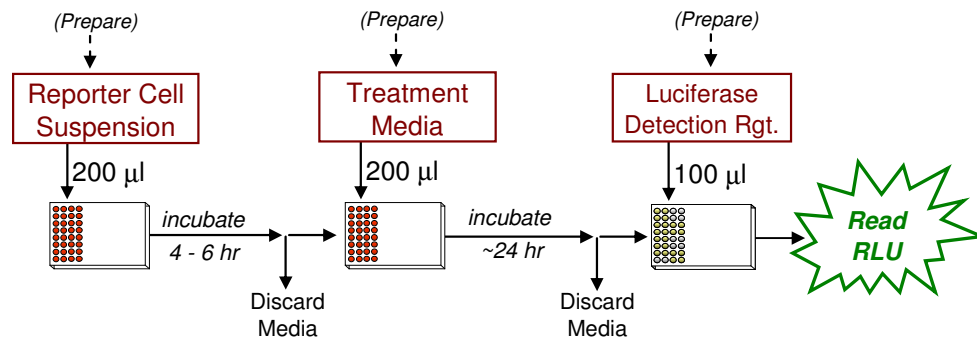 (Prepare)
(Prepare)
(Prepare)
Reporter Cell
Suspension
Treatment
Media
Luciferase
Detection Rgt.
200 µl
200 µl
100 µl
incubate
4 - 6 hr
incubate
~24 hr
Read
RLU
Discard
Media
Discard
Media